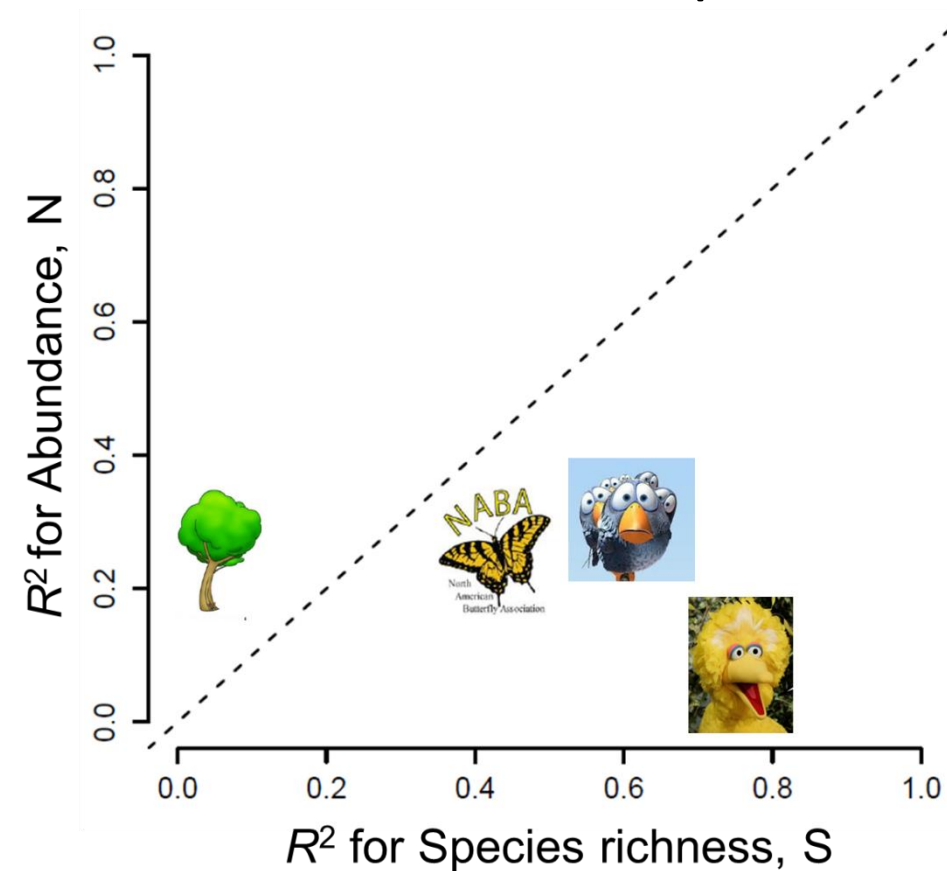 1.0
0.8
0.6
0.4
0.2
0.0
R² for Abundance, N
NABA
North
American
Butterfly Association
0.0 0.2 0.4 0.6 0.8 1.0
R² for Species richness, S